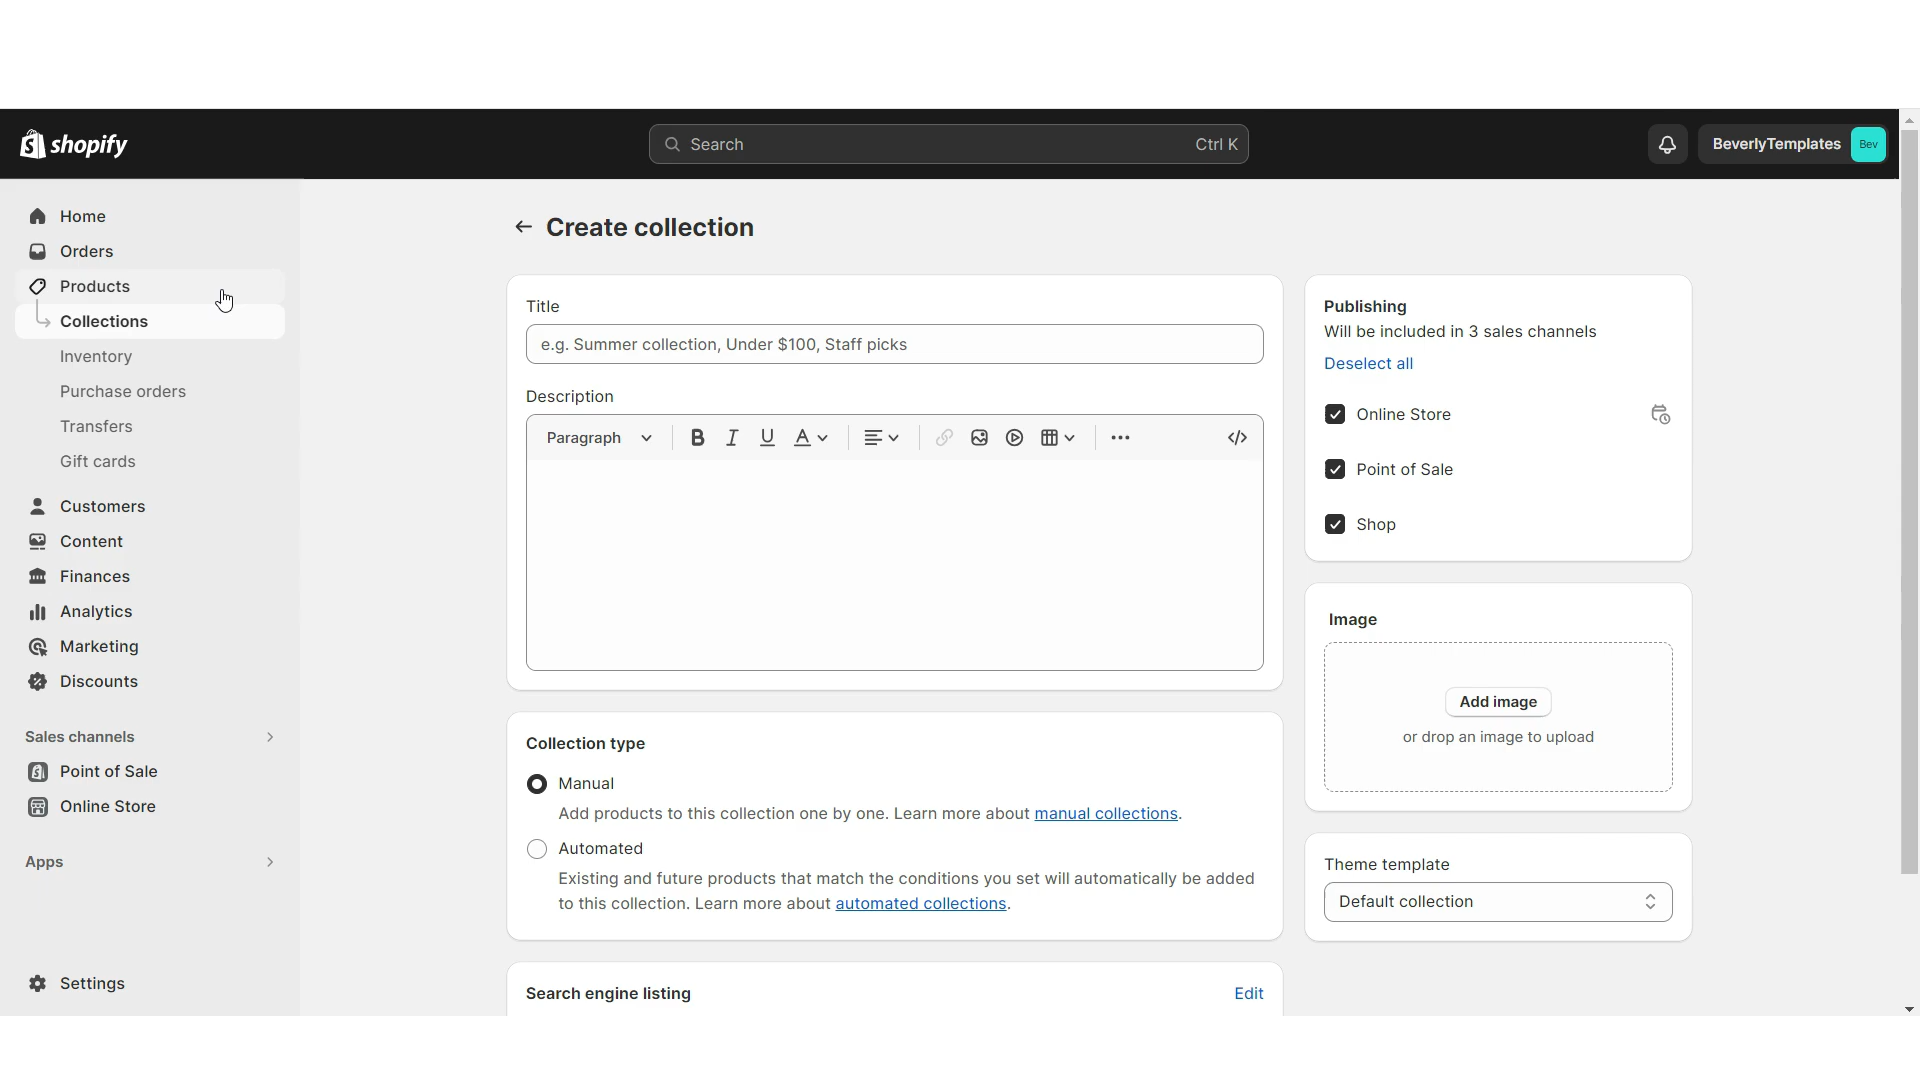 shopify
Search
Ctrl K
BeverlyTemplates
Bev
Home
Orders
Products
Collections
Inventory
Purchase orders
Transfers
Gift cards
Customers
Content
Finances
Analytics
Marketing
Discounts
Sales channels
Point of Sale
Online Store
Apps
Settings
Create collection
Title
e.g. Summer collection, Under $100, Staff picks
Description
Paragraph
B I U A
Collection type
Manual
Add products to this collection one by one. Learn more about manual collections.
Automated
Existing and future products that match the conditions you set will automatically be added
to this collection. Learn more about automated collections.
Search engine listing
Edit
Publishing
Will be included in 3 sales channels
Deselect all
Online Store
Point of Sale
Shop
Image
Add image
or drop an image to upload
Theme template
Default collection